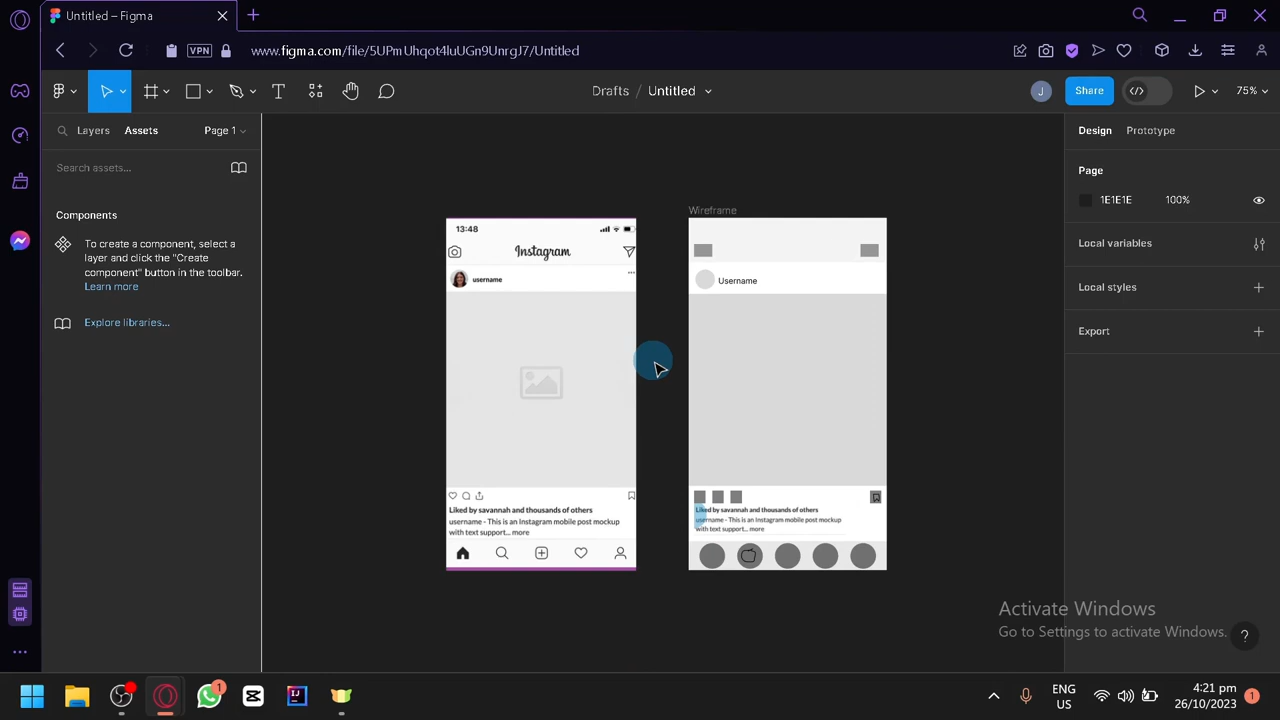 Untitled – Figma
VPN
www.figma.com/file/5UPmUhqot4luUGn9UnrgJ7/Untitled
Drafts / Untitled
J
Share
75%
Layers
Assets
Page 1
Search assets...
Components
To create a component, select a
layer and click the "Create
component" button in the toolbar.
Learn more
Explore libraries...
13:48
Instagram
username
Liked by savannah and thousands of others
username - This is an Instagram mobile post mockup
with text support... more
Wireframe
Username
Liked by savannah and thousands of others
username - This is an Instagram mobile post mockup
with text support... more
Design
Prototype
Page
1E1E1E
100%
Local variables
Local styles
Export
Activate Windows
Go to Settings to activate Windows.
?
1
ENG
US
4:21 pm
26/10/2023
1